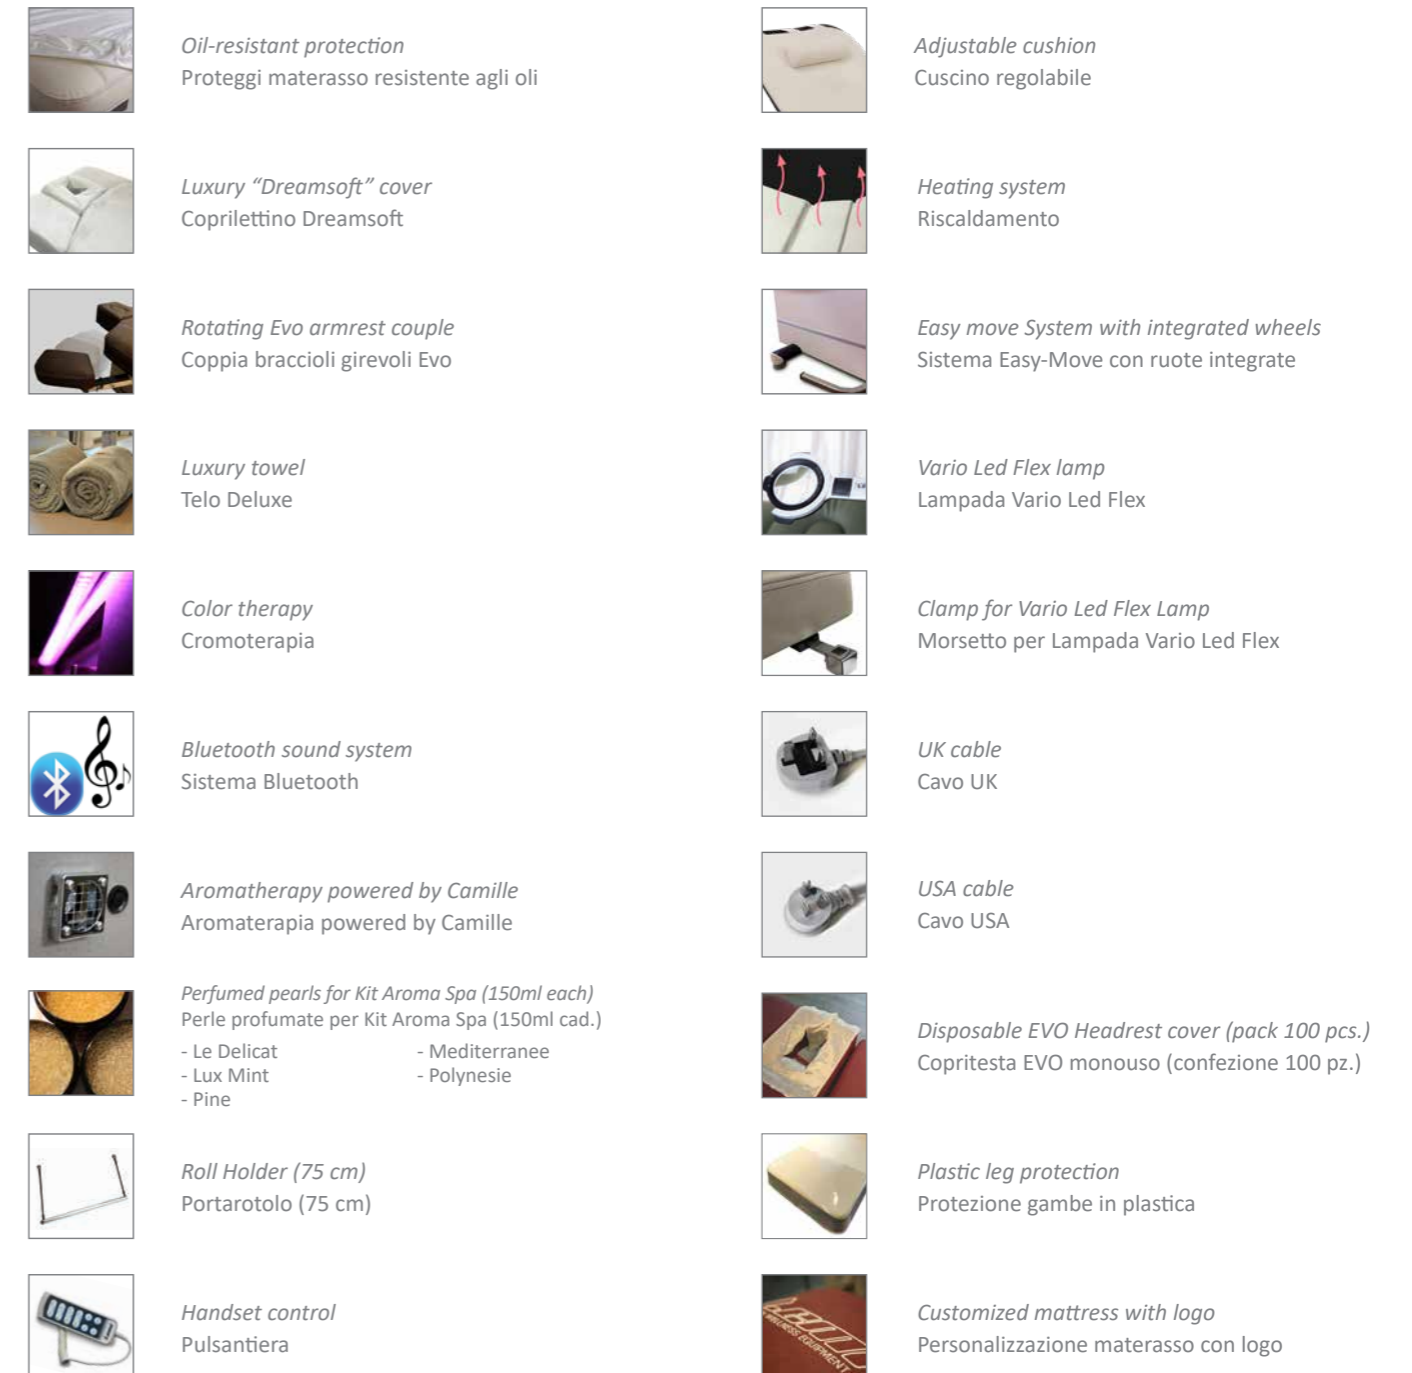 Oil-resistant protection
Proteggi materasso resistente agli oli
Luxury “Dreamsoft” cover
Coprilettino Dreamsoft
Rotating Evo armrest couple
Coppia braccioli girevoli Evo
Luxury towel
Telo Deluxe
Color therapy
Cromoterapia
Bluetooth sound system
Sistema Bluetooth
Aromatherapy powered by Camille
Aromaterapia powered by Camille
Perfumed pearls for Kit Aroma Spa (150ml each)
Perle profumate per Kit Aroma Spa (150ml cad.)
- Le Delicat
- Lux Mint
- Pine
- Mediterranee
- Polynesie
Roll Holder (75 cm)
Portarotolo (75 cm)
Handset control
Pulsantiera
Adjustable cushion
Cuscino regolabile
Heating system
Riscaldamento
Easy move System with integrated wheels
Sistema Easy-Move con ruote integrate
Vario Led Flex lamp
Lampada Vario Led Flex
Clamp for Vario Led Flex Lamp
Morsetto per Lampada Vario Led Flex
UK cable
Cavo UK
USA cable
Cavo USA
Disposable EVO Headrest cover (pack 100 pcs.)
Copritesta EVO monouso (confezione 100 pz.)
Plastic leg protection
Protezione gambe in plastica
Customized mattress with logo
Personalizzazione materasso con logo
WELLNESS EQUIPMENT